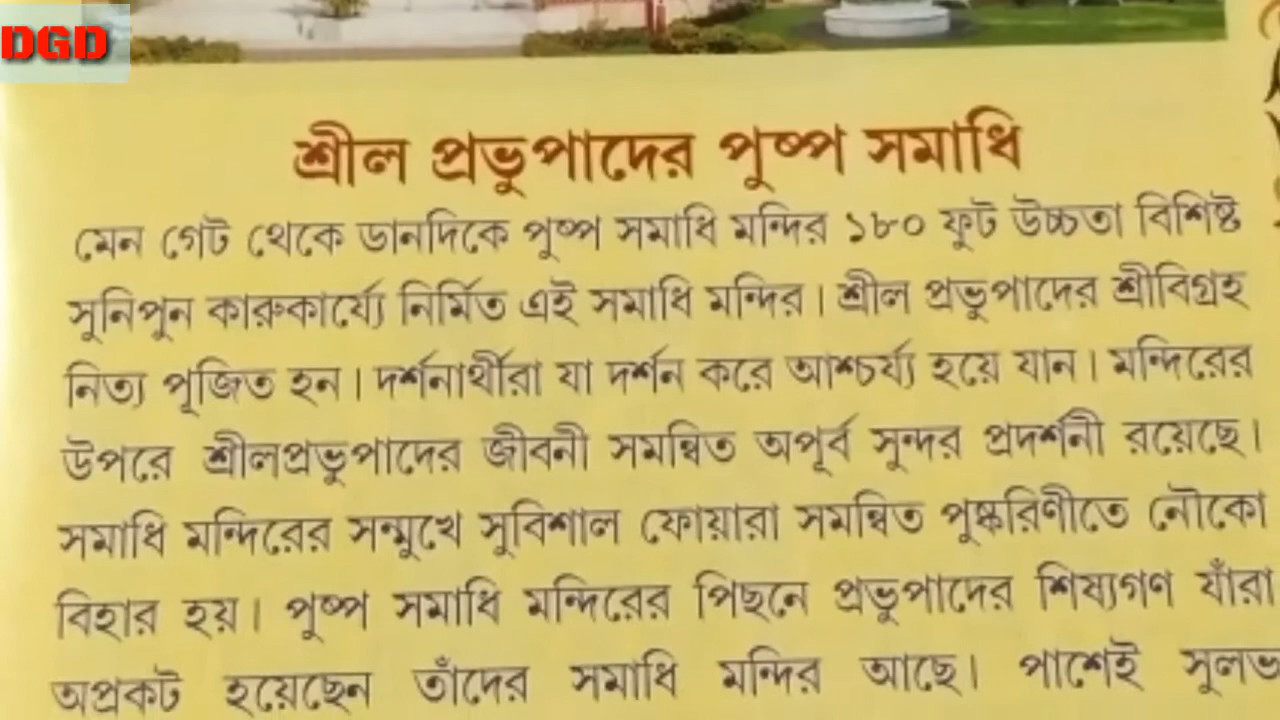 DGD
শ্রীল প্রভুপাদের পুষ্প সমাধি
মেন গেট থেকে ডানদিকে পুষ্প সমাধি মন্দির ১৮০ ফুট উচ্চতা বিশিষ্ট
সুনিপুন কারুকার্য্যে নির্মিত এই সমাধি মন্দির। শ্রীল প্রভুপাদের শ্রীবিগ্রহ
নিত্য পূজিত হন। দর্শনার্থীরা যা দর্শন করে আশ্চর্য্য হয়ে যান। মন্দিরের
উপরে শ্রীলপ্রভুপাদের জীবনী সমন্বিত অপূর্ব সুন্দর প্রদর্শনী রয়েছে।
সমাধি মন্দিরের সন্মুখে সুবিশাল ফোয়ারা সমন্বিত পুষ্করিণীতে নৌকো
বিহার হয়। পুষ্প সমাধি মন্দিরের পিছনে প্রভুপাদের শিষ্যগণ যাঁরা
অপ্রকট হয়েছেন তাঁদের সমাধি মন্দির আছে। পাশেই সুলভ